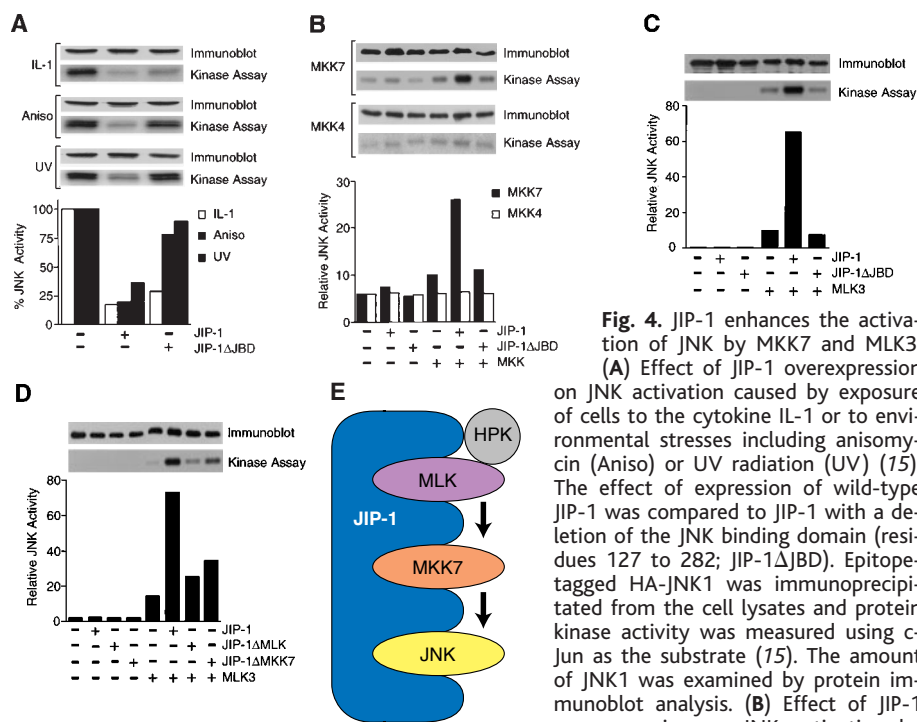 A
IL-1
Immunoblot
Kinase Assay
Aniso
Immunoblot
Kinase Assay
UV
Immunoblot
Kinase Assay
% JNK Activity
100
75
50
25
0
IL-1
Aniso
UV
- + - JIP-1
- - + JIP-1ΔJBD
B
MKK7
Immunoblot
Kinase Assay
MKK4
Immunoblot
Kinase Assay
Relative JNK Activity
30
20
10
0
MKK7
MKK4
- + - - + - JIP-1
- - + - - + JIP-1ΔJBD
- - - + + + MKK
C
Immunoblot
Kinase Assay
Relative JNK Activity
80
60
40
20
0
- + - - + - JIP-1
- - + - - + JIP-1ΔJBD
- - - + + + MLK3
D
Immunoblot
Kinase Assay
Relative JNK Activity
80
60
40
20
0
- + - - - + - - JIP-1
- - + - - - + - JIP-1ΔMLK
- - - + - - - + JIP-1ΔMKK7
- - - - + + + + MLK3
E
HPK
MLK
JIP-1
MKK7
JNK
Fig. 4. JIP-1 enhances the activa-
tion of JNK by MKK7 and MLK3
(A) Effect of JIP-1 overexpression
on JNK activation caused by exposure
of cells to the cytokine IL-1 or to envi-
ronmental stresses including anisomy-
cin (Aniso) or UV radiation (UV) (15)
The effect of expression of wild-type
JIP-1 was compared to JIP-1 with a de-
letion of the JNK binding domain (resi-
dues 127 to 282; JIP-1ΔJBD). Epitope-
tagged HA-JNK1 was immunoprecipi-
tated from the cell lysates and protein
kinase activity was measured using c-
Jun as the substrate (15). The amount
of JNK1 was examined by protein im-
munoblot analysis. (B) Effect of JIP-1